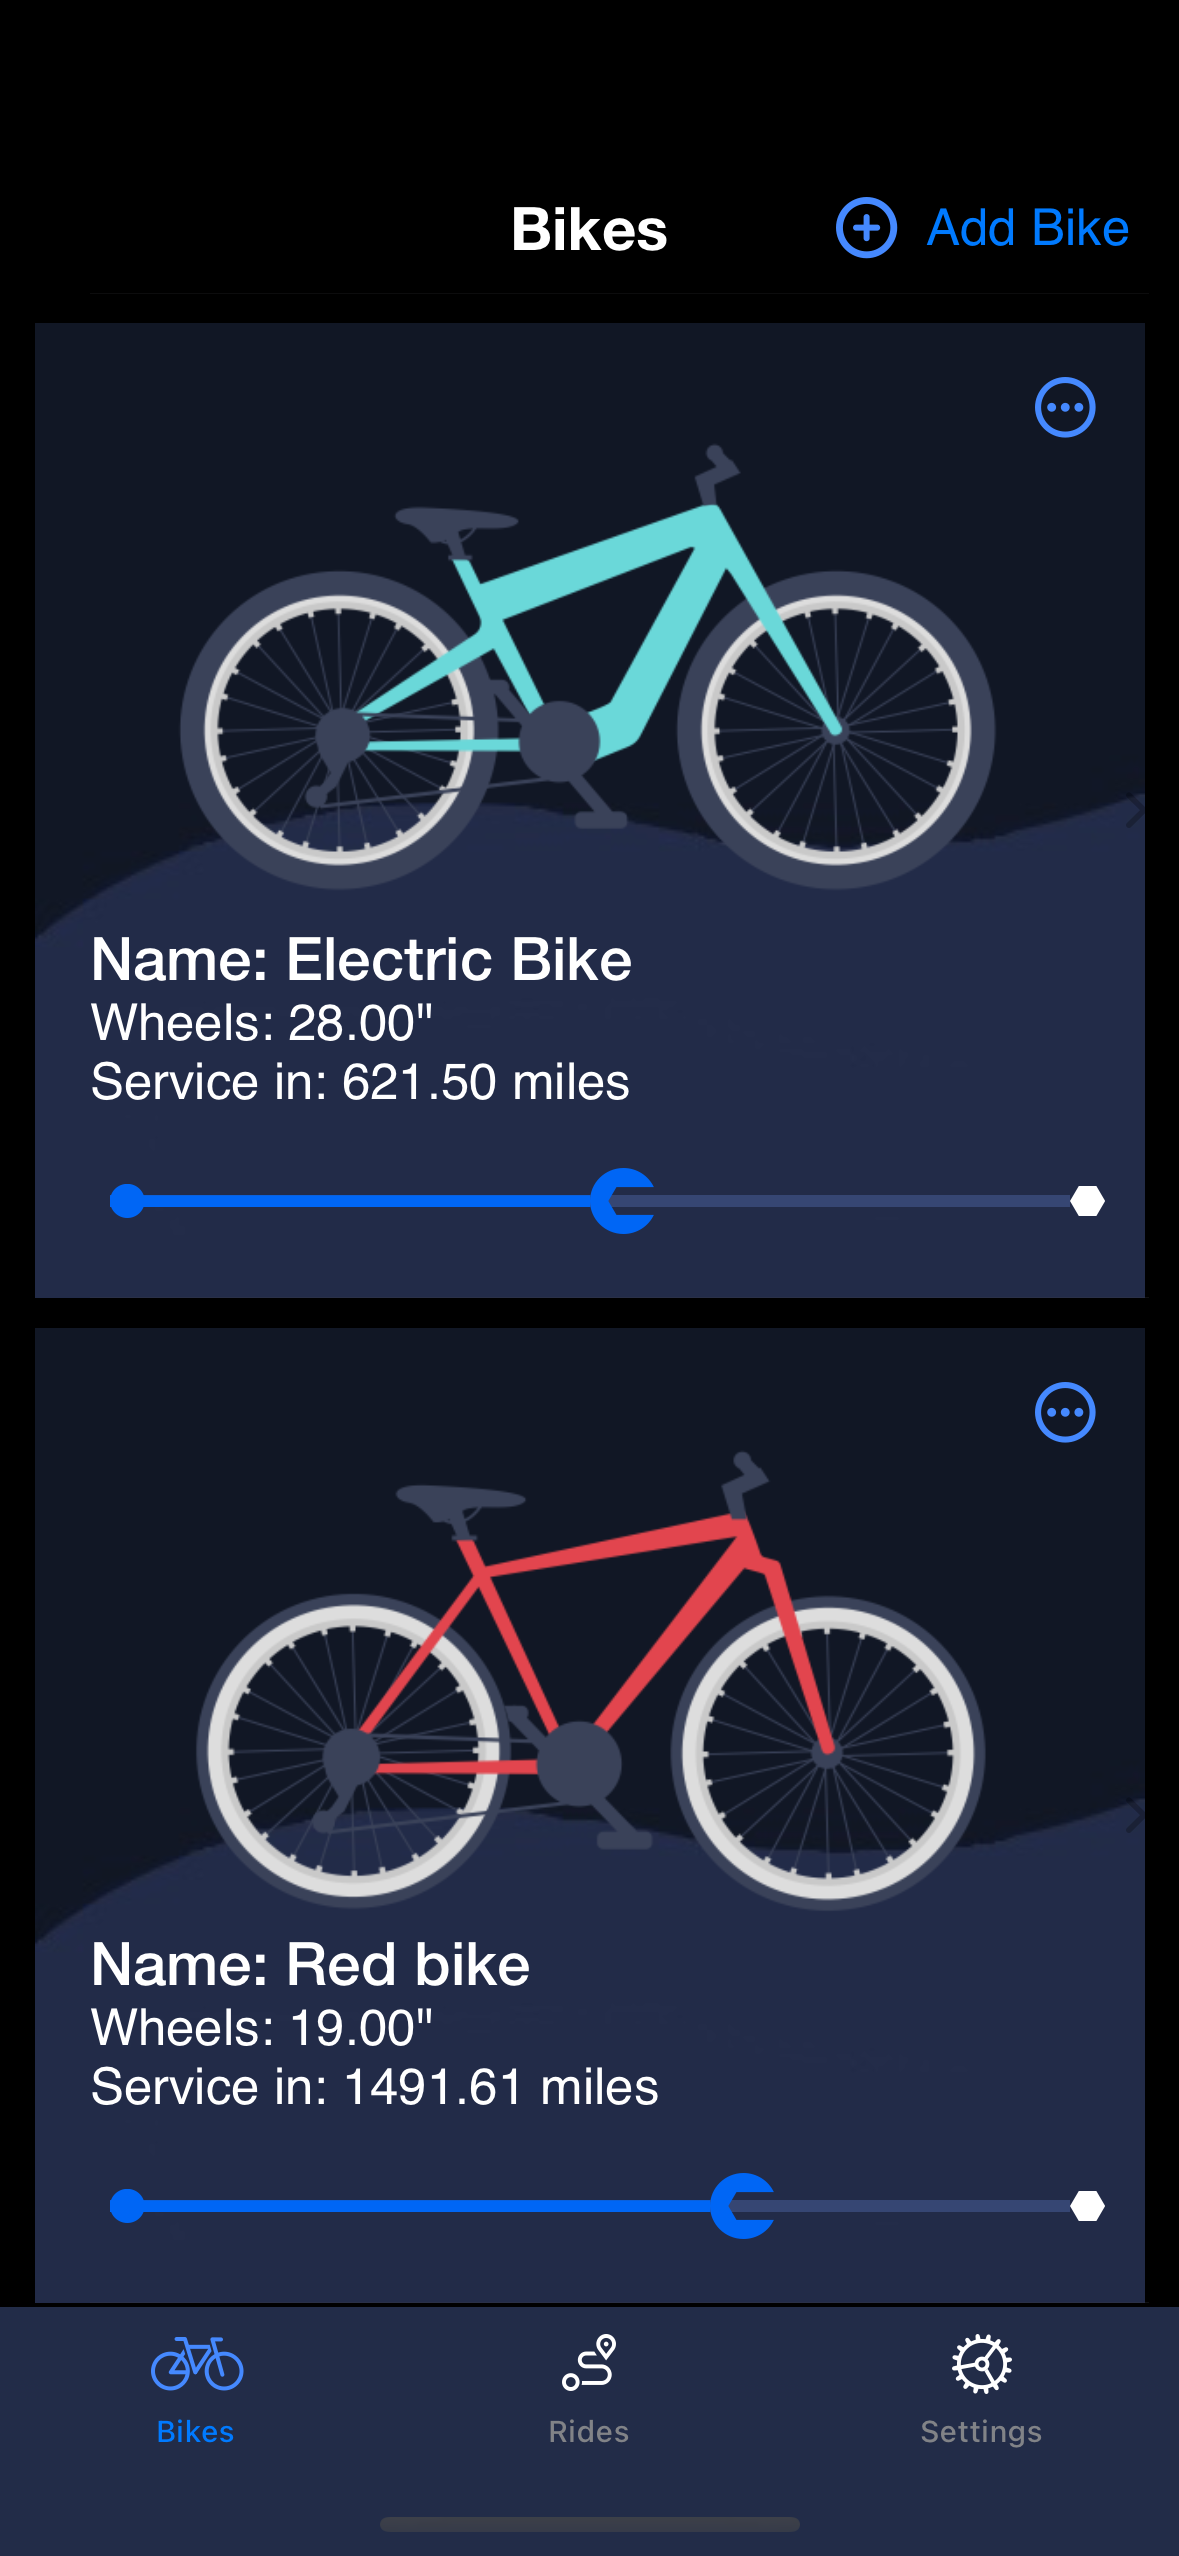 Bikes
Add Bike
Name: Electric Bike
Wheels: 28.00"
Service in: 621.50 miles
Name: Red bike
Wheels: 19.00"
Service in: 1491.61 miles
Bikes
Rides
Settings